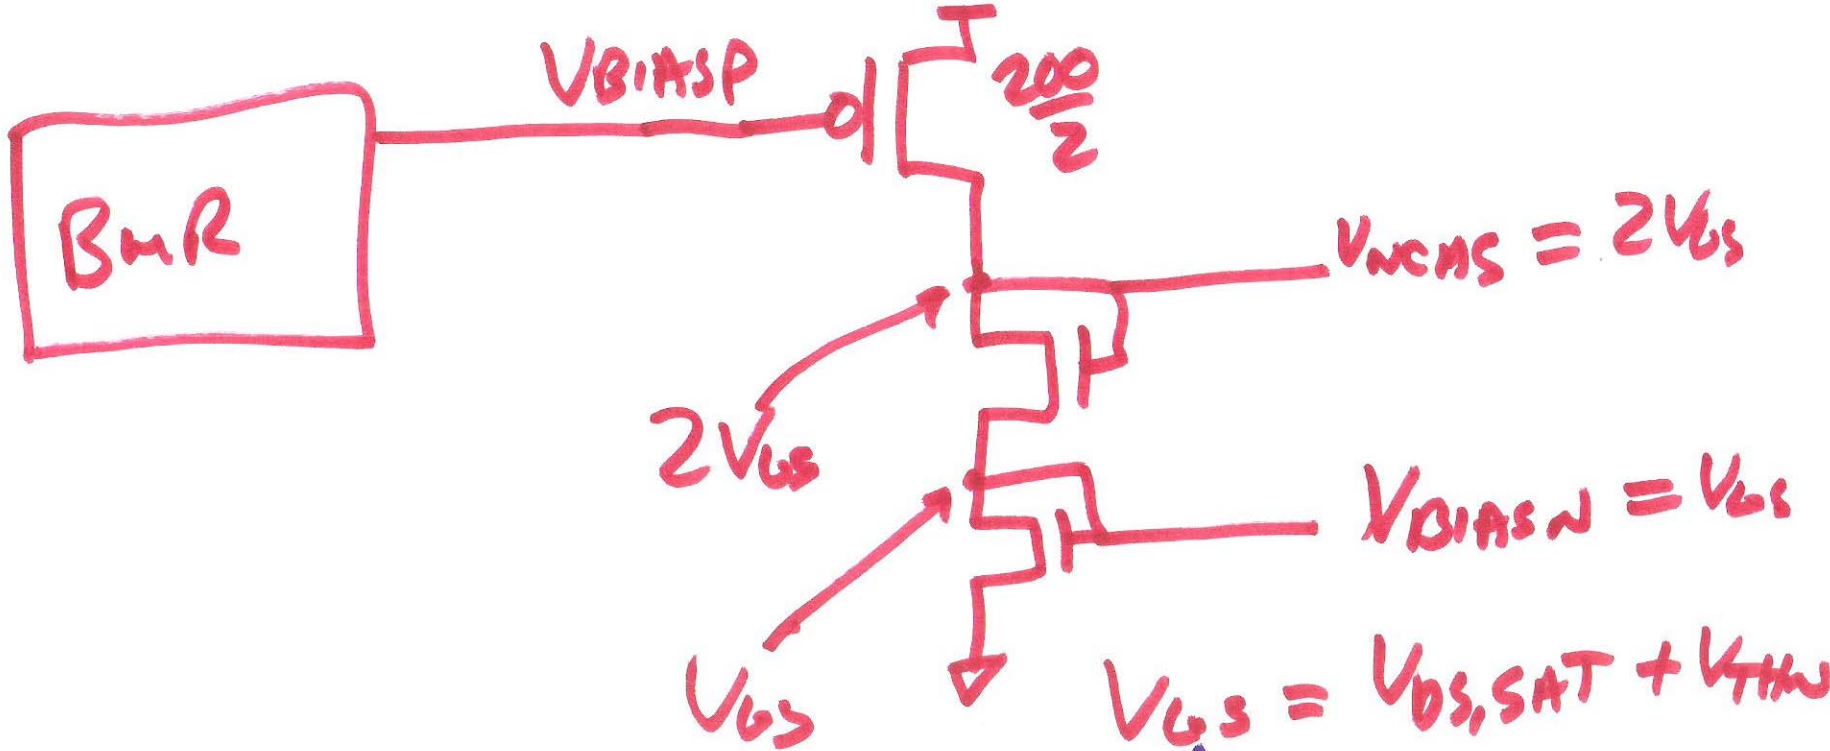 VBIASP
200
2
BMR
VNCAS = 2VGS
2VGS
VBIASN = VGS
VGS
VGS = VDS,SAT + VTHN